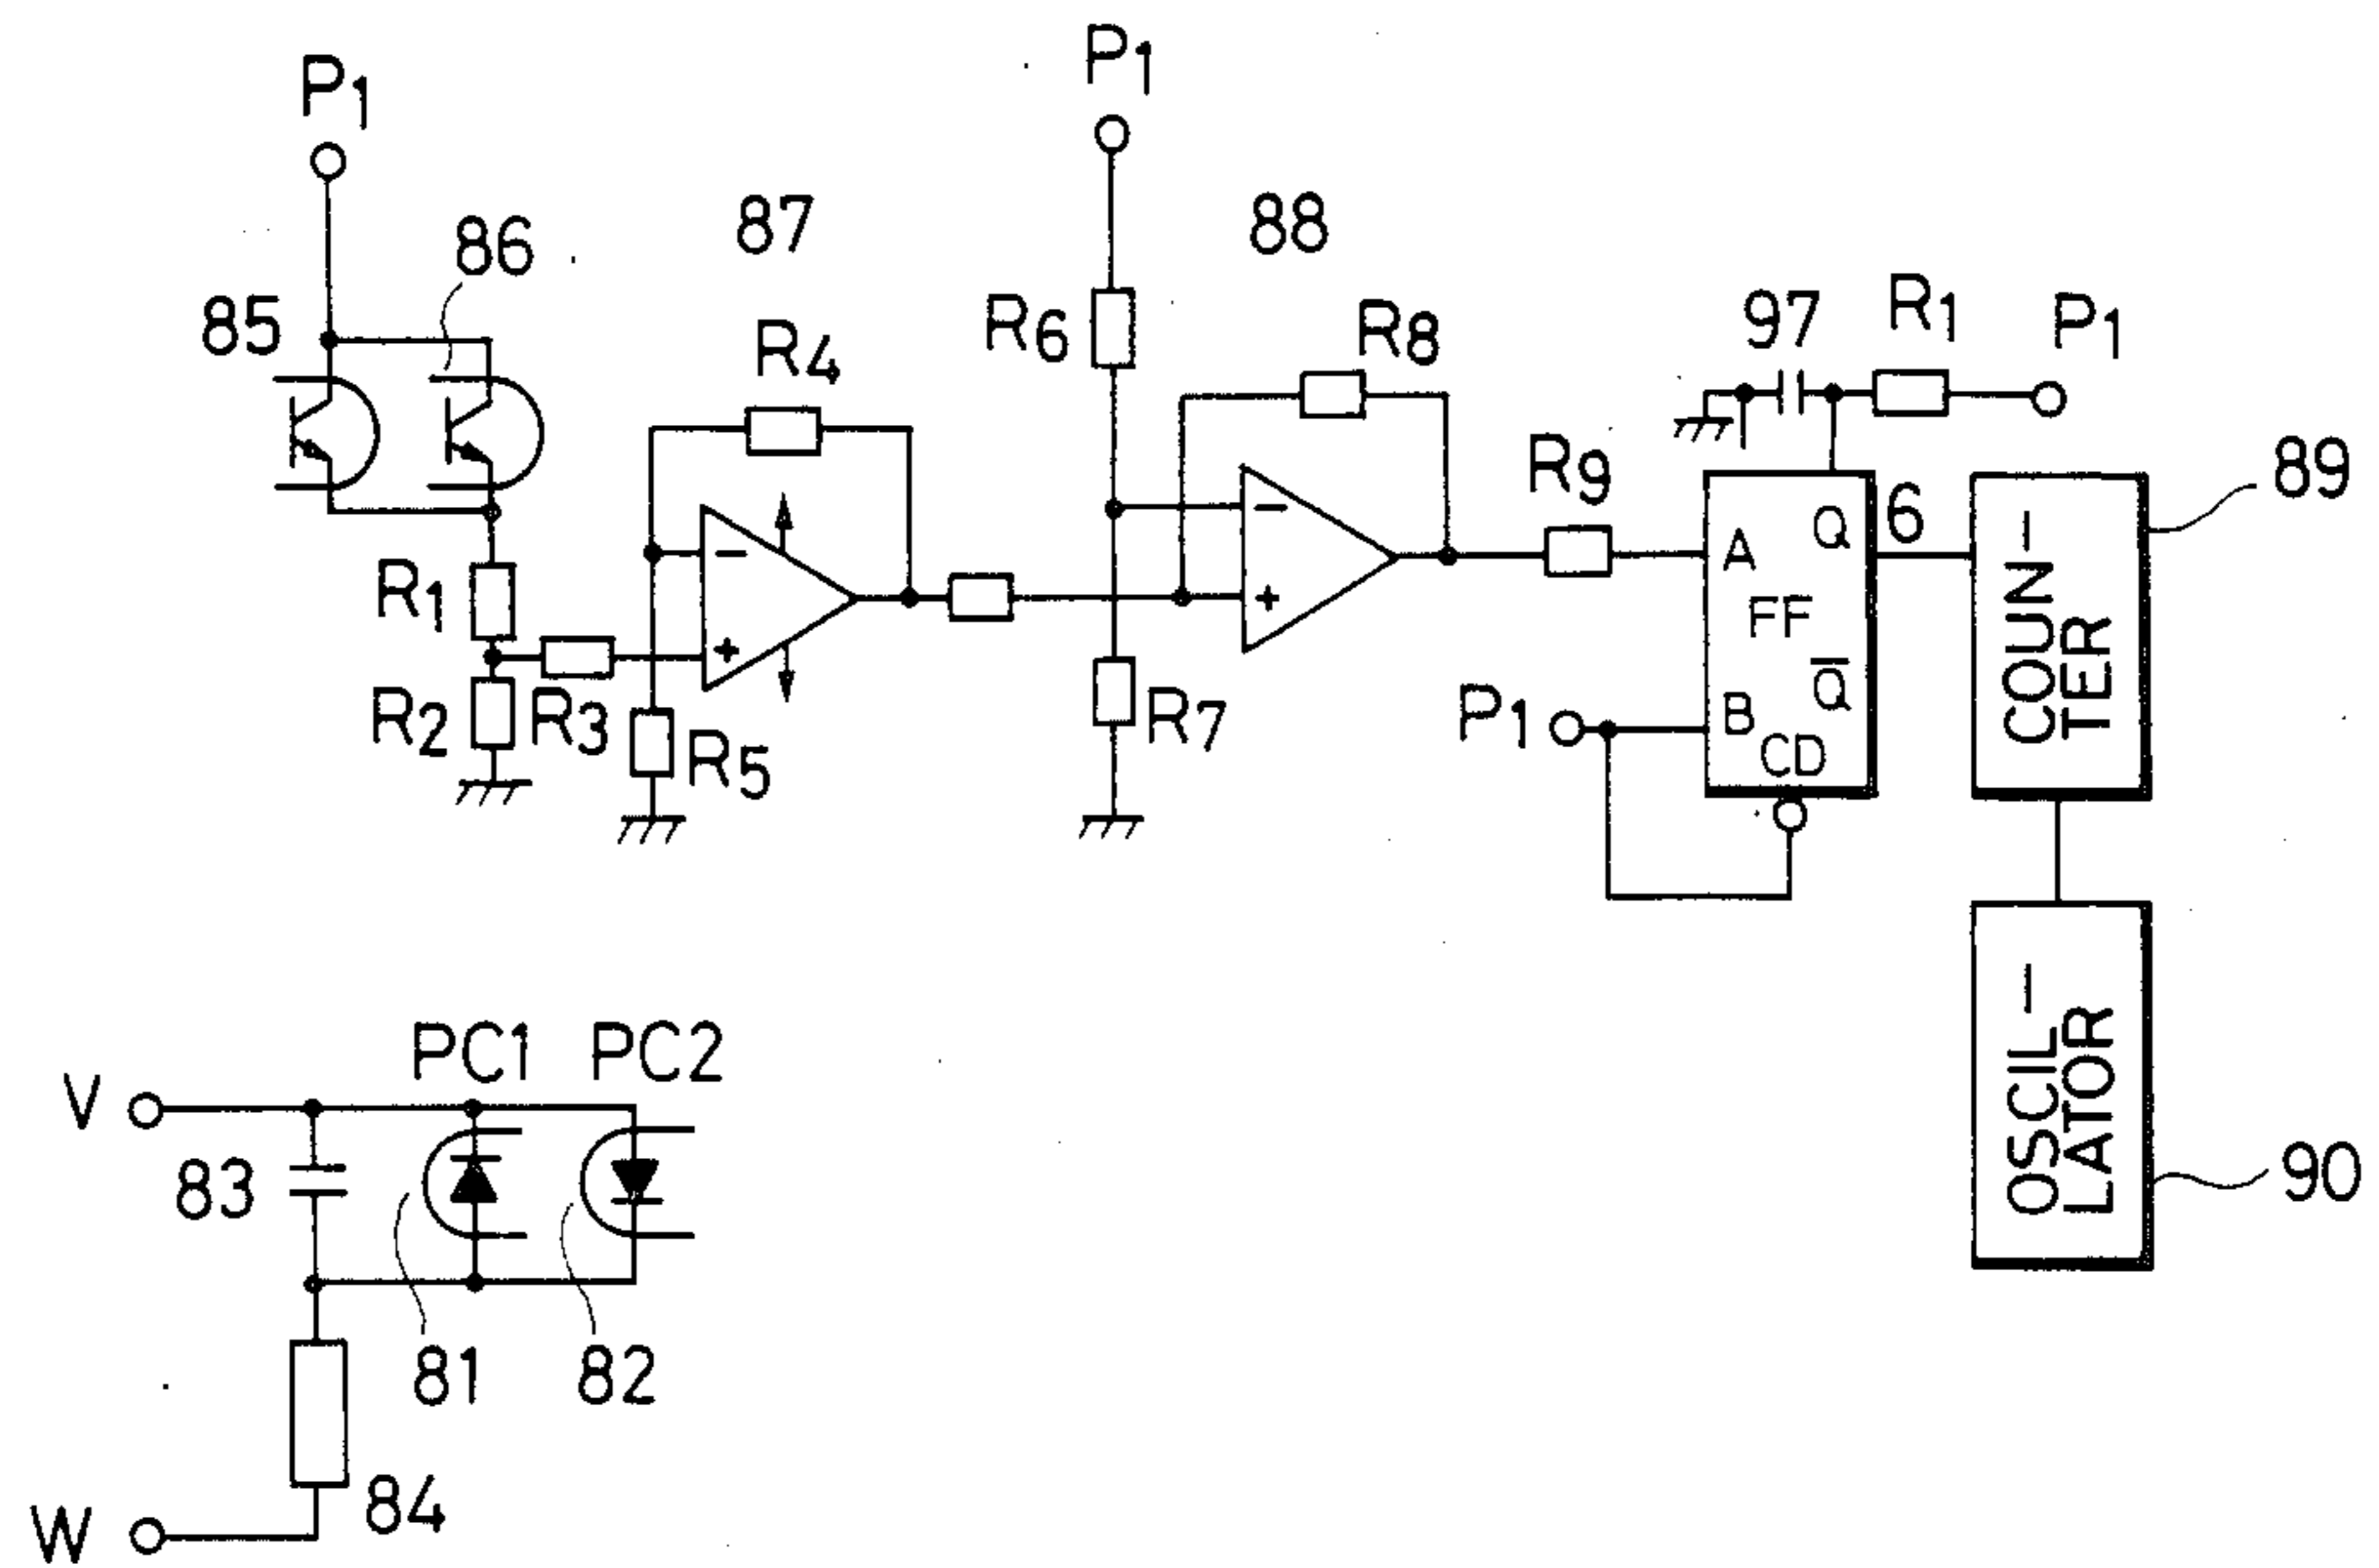 P1
P1
86
87
88
85
R4
R6
R8
97
R1
P1
R9
89
R1
R2
R3
R5
R7
−
+
−
+
A
Q
6
FF
Q̅
P1
B
CD
COUN-
TER
OSCIL-
LATOR
90
V
PC1
PC2
83
81
82
84
W